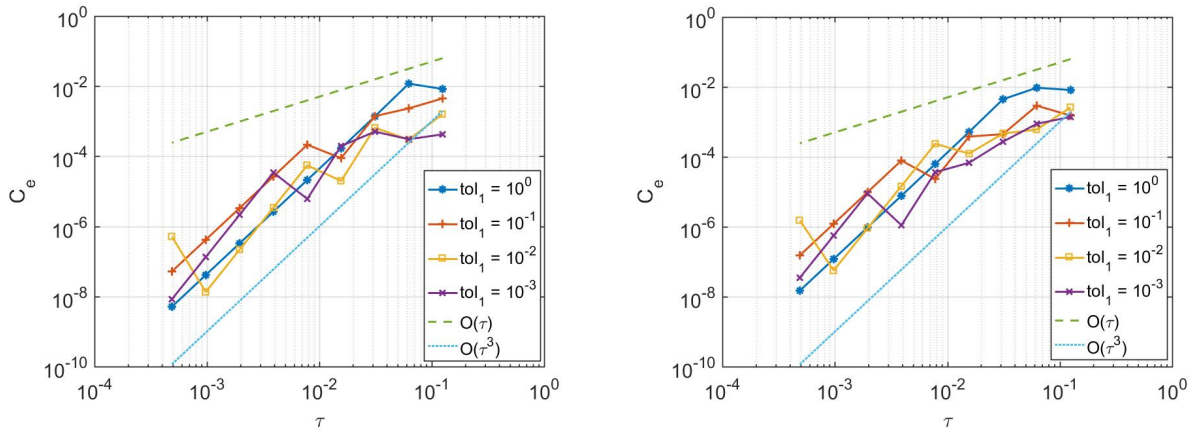 10^0
10^-2
10^-4
10^-6
10^-8
10^-10
C_e
10^-4 10^-3 10^-2 10^-1 10^0
τ
tol_1 = 10^0
tol_1 = 10^-1
tol_1 = 10^-2
tol_1 = 10^-3
O(τ)
O(τ^3)
10^0
10^-2
10^-4
10^-6
10^-8
10^-10
C_e
10^-4 10^-3 10^-2 10^-1 10^0
τ
tol_1 = 10^0
tol_1 = 10^-1
tol_1 = 10^-2
tol_1 = 10^-3
O(τ)
O(τ^3)